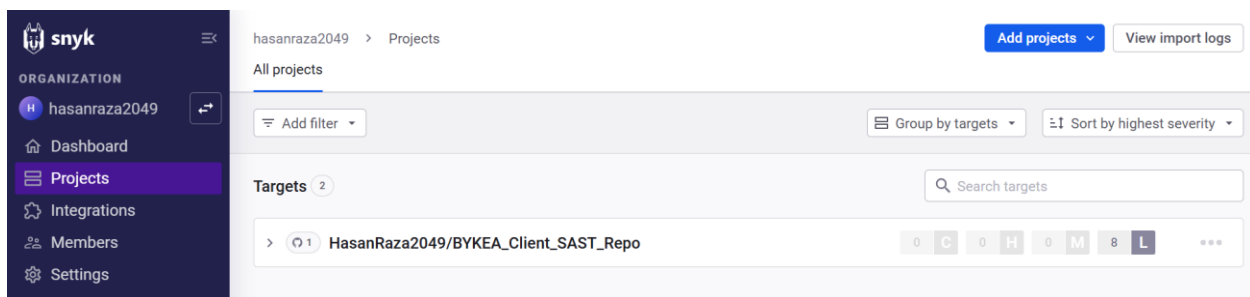 snyk
ORGANIZATION
H hasanraza2049
Dashboard
Projects
Integrations
Members
Settings
hasanraza2049 > Projects
Add projects
View import logs
All projects
Add filter
Group by targets
Sort by highest severity
Targets 2
Search targets
1 HasanRaza2049/BYKEA_Client_SAST_Repo 0 C 0 H 0 M 8 L